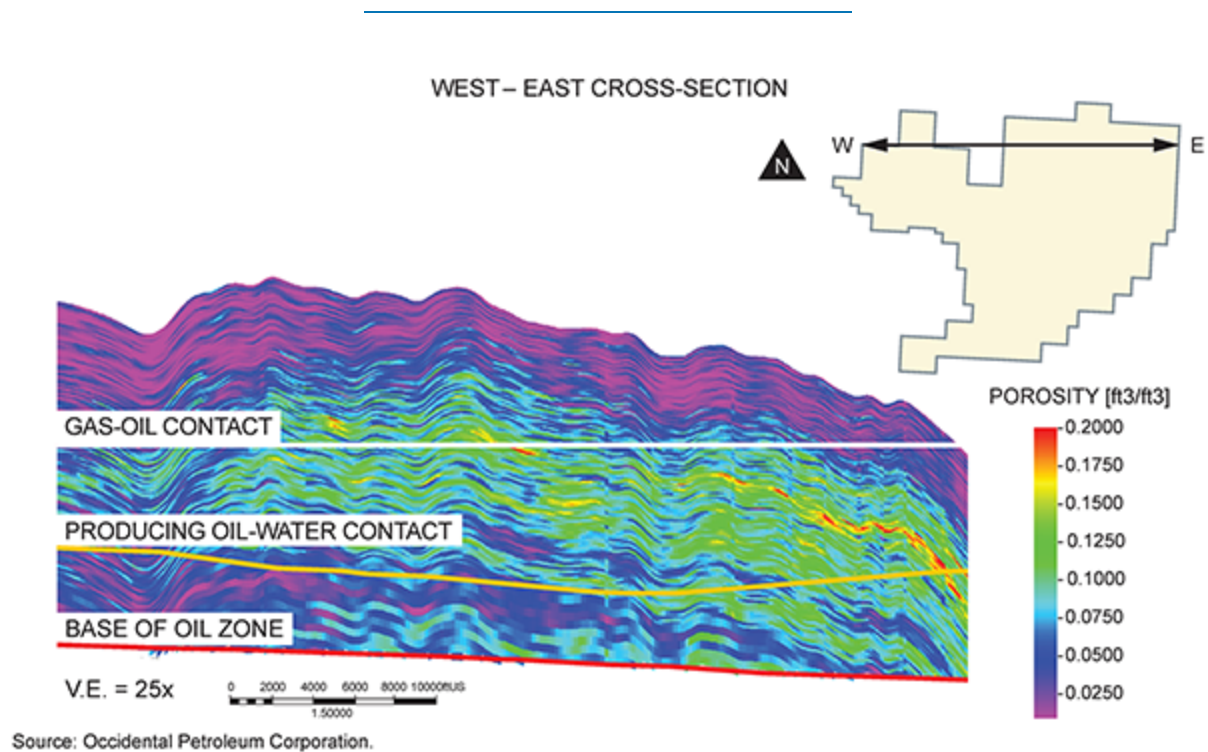 WEST – EAST CROSS-SECTION
W
E
N
GAS-OIL CONTACT
PRODUCING OIL-WATER CONTACT
BASE OF OIL ZONE
POROSITY [ft3/ft3]
0.2000
0.1750
0.1500
0.1250
0.1000
0.0750
0.0500
0.0250
V.E. = 25x
0 2000 4000 6000 8000 10000ftUS
1:50000
Source: Occidental Petroleum Corporation.